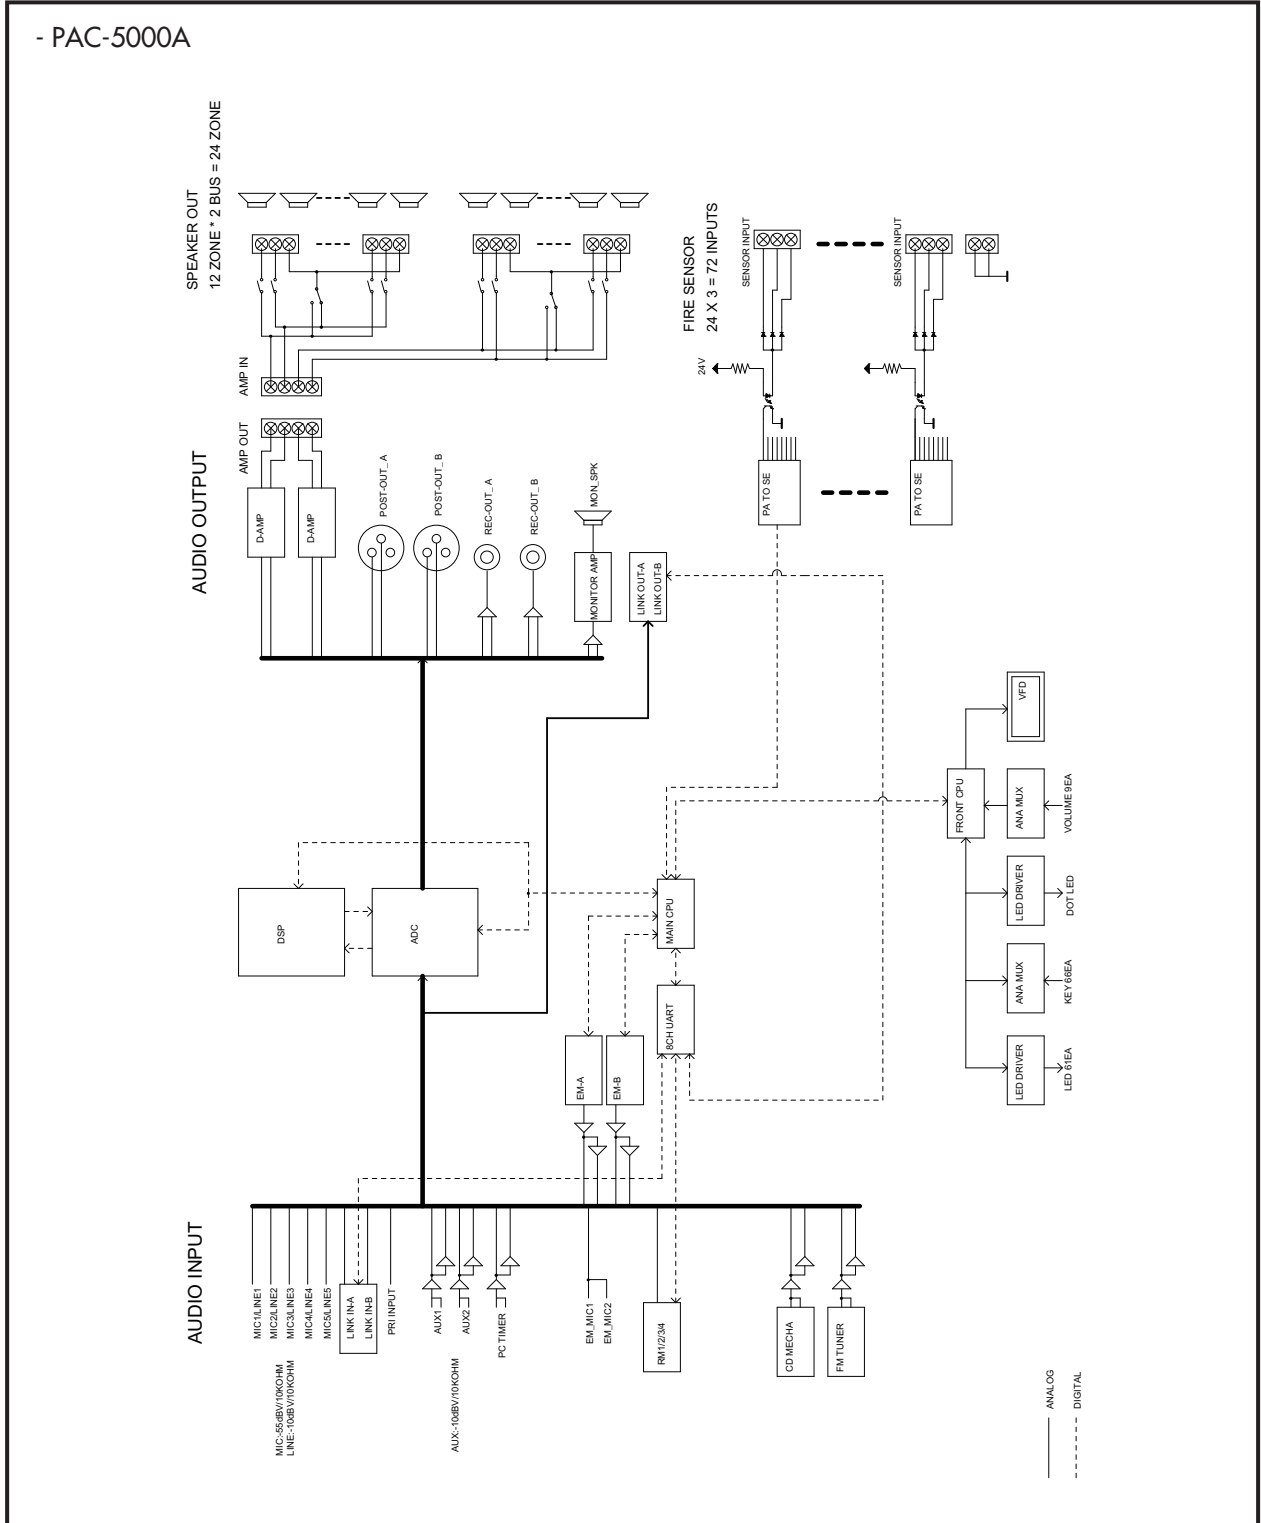 - PAC-5000A
SPEAKER OUT
12 ZONE * 2 BUS = 24 ZONE
AMP IN
AMP OUT
AUDIO OUTPUT
D-AMP
D-AMP
POST-OUT_A
POST-OUT_B
REC-OUT_A
REC-OUT_B
MON_SPK
MONITOR AMP
LINK OUT-A
LINK OUT-B
FIRE SENSOR
24 X 3 = 72 INPUTS
SENSOR INPUT
SENSOR INPUT
24V
PA TO SE
PA TO SE
DSP
ADC
MAIN CPU
8CH UART
EM-A
EM-B
FRONT CPU
VFD
ANA MUX
VOLUME 9EA
LED DRIVER
DOT LED
ANA MUX
KEY 66EA
LED DRIVER
LED 61EA
AUDIO INPUT
MIC1/LINE1
MIC2/LINE2
MIC3/LINE3
MIC4/LINE4
MIC5/LINE5
LINK IN-A
LINK IN-B
PRI INPUT
MIC:-55dBV/10KOHM
LINE:-10dBV/10KOHM
AUX1
AUX2
PC TIMER
AUX:-10dBV/10KOHM
EM_MIC1
EM_MIC2
RM1/2/3/4
CD MECHA
FM TUNER
ANALOG
DIGITAL